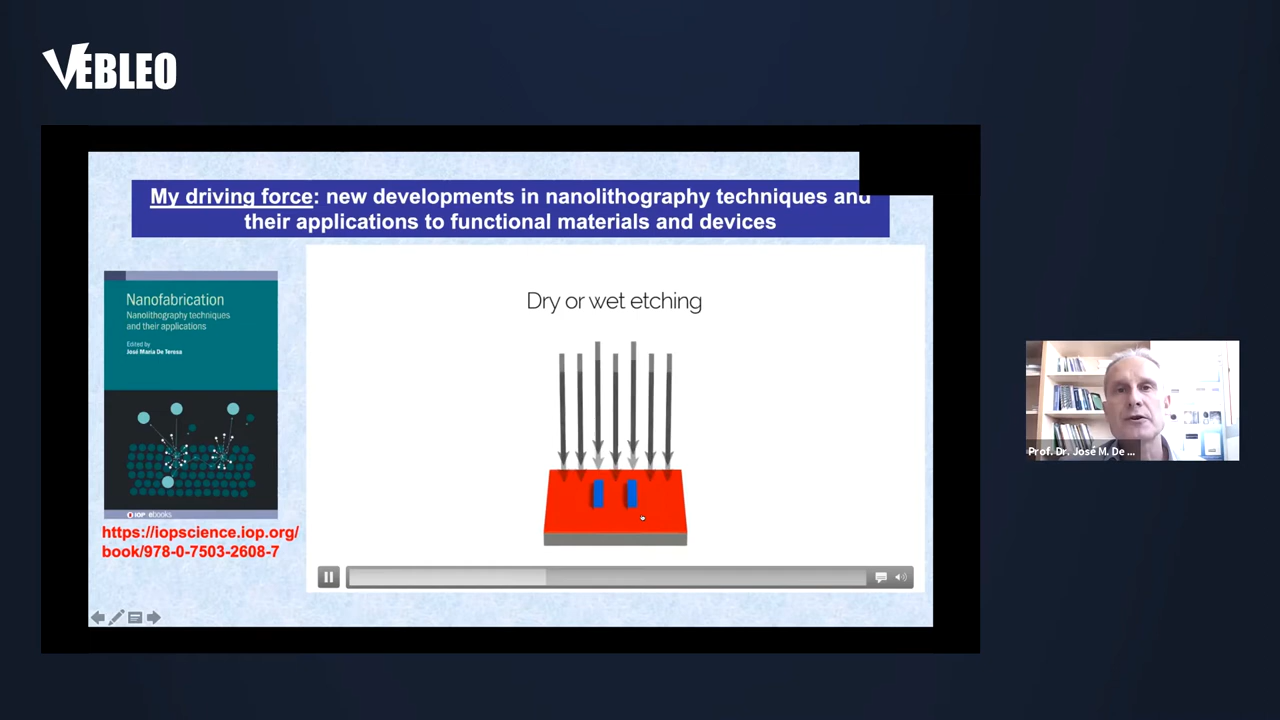 VEBLEO
My driving force: new developments in nanolithography techniques and
their applications to functional materials and devices
Nanofabrication
Nanolithography techniques
and their applications
Edited by
José María De Teresa
IOP ebooks
https://iopscience.iop.org/
book/978-0-7503-2608-7
Dry or wet etching
Prof. Dr. José M. De ...